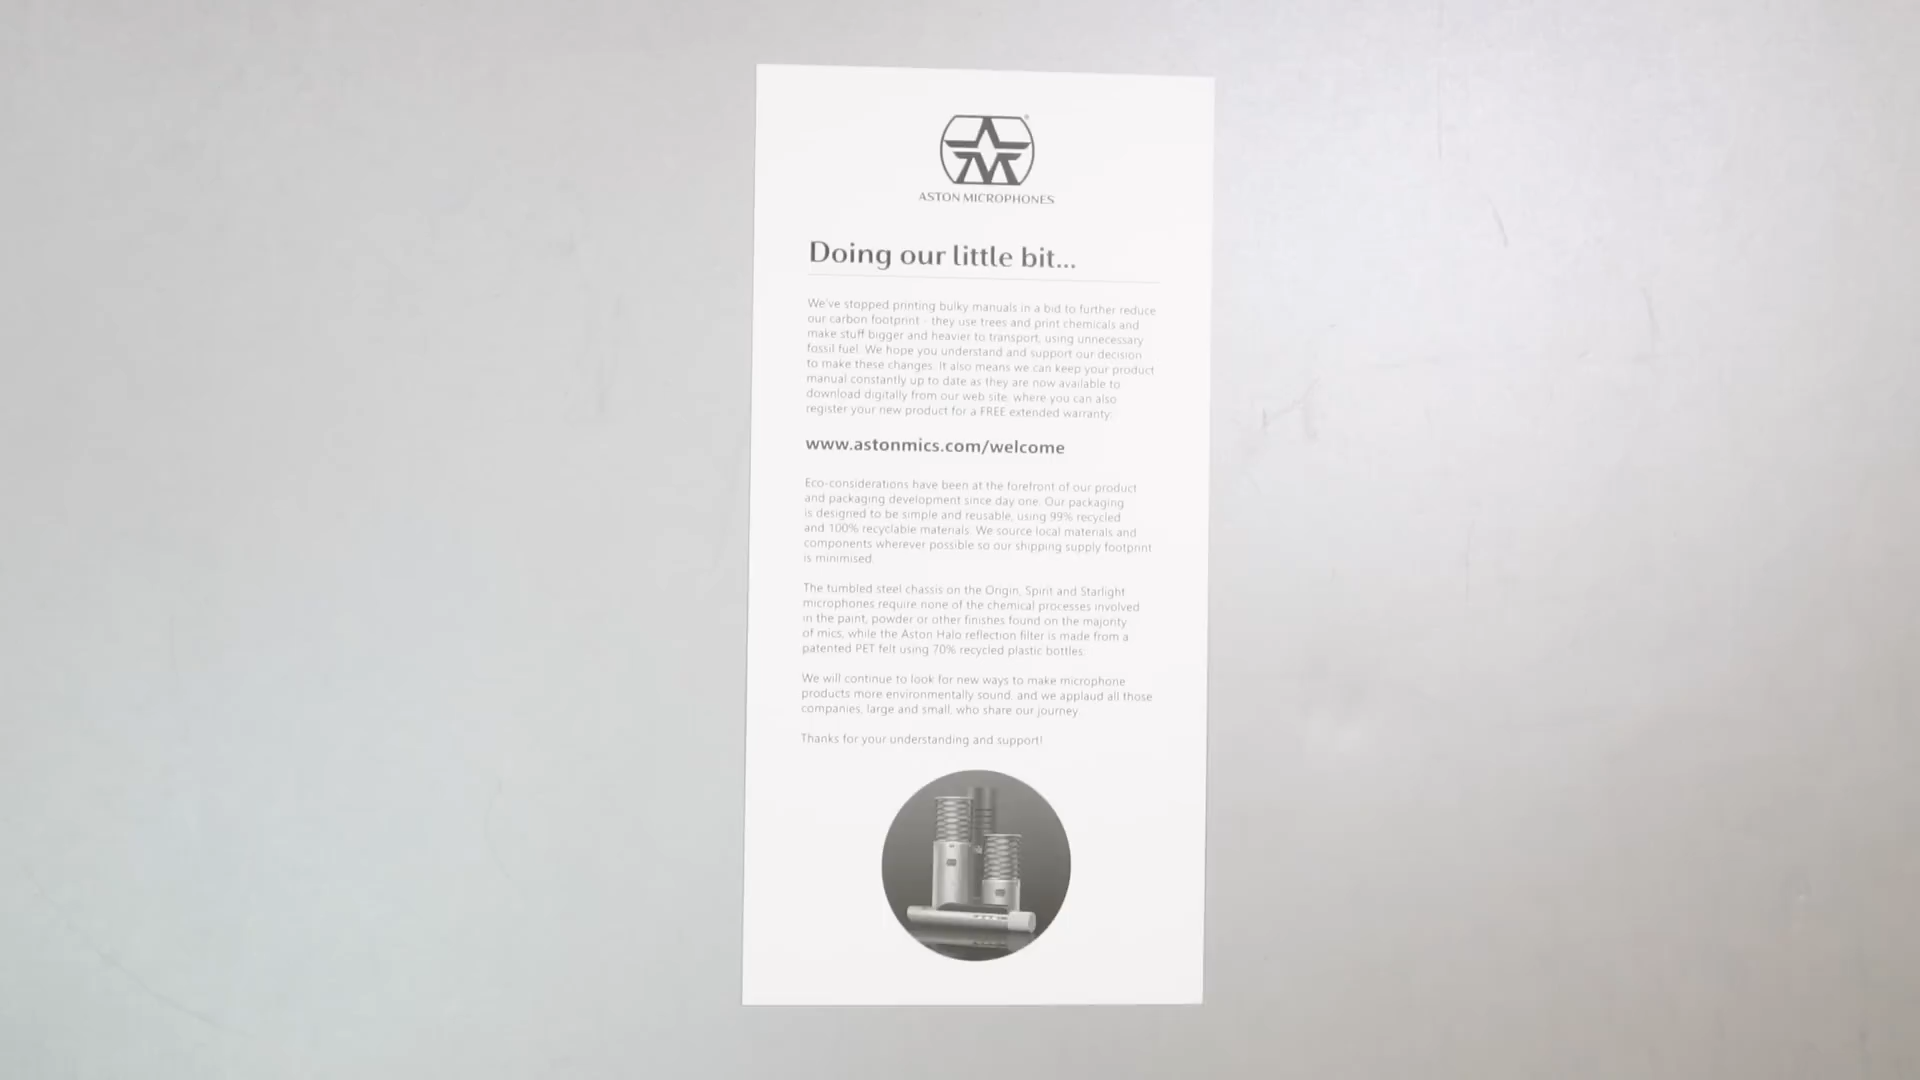 ASTON MICROPHONES
Doing our little bit...
We've stopped printing bulky manuals in a bid to further reduce
our carbon footprint - they use trees and print chemicals and
make stuff bigger and heavier to transport, using unnecessary
fossil fuel. We hope you understand and support our decision
to make these changes. It also means we can keep your product
manual constantly up to date as they are now available to
download digitally from our web site, where you can also
register your new product for a FREE extended warranty:
www.astonmics.com/welcome
Eco-considerations have been at the forefront of our product
and packaging development since day one. Our packaging
is designed to be simple and reusable, using 99% recycled
and 100% recyclable materials. We source local materials and
components wherever possible so our shipping supply footprint
is minimised.
The tumbled steel chassis on the Origin, Spirit and Starlight
microphones require none of the chemical processes involved
in the paint, powder or other finishes found on the majority
of mics, while the Aston Halo reflection filter is made from a
patented PET felt using 70% recycled plastic bottles.
We will continue to look for new ways to make microphone
products more environmentally sound, and we applaud all those
companies, large and small, who share our journey.
Thanks for your understanding and support!